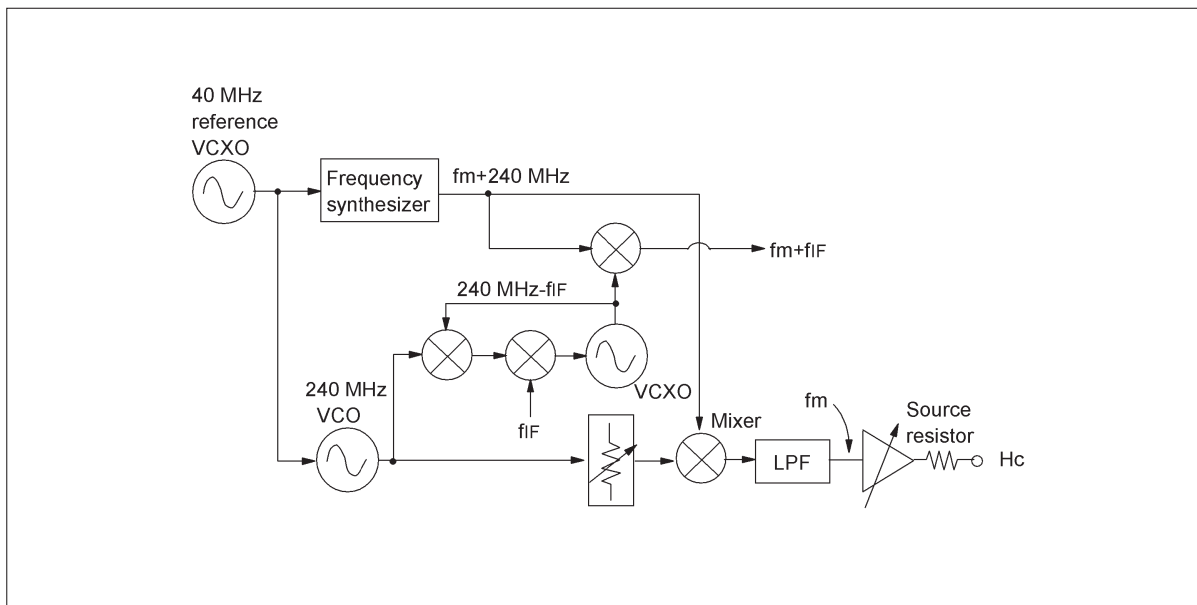 40 MHz
reference
VCXO
Frequency
synthesizer
fm+240 MHz
fm+fIF
240 MHz-fIF
VCXO
240 MHz
VCO
fIF
Mixer
LPF
fm
Source
resistor
Hc